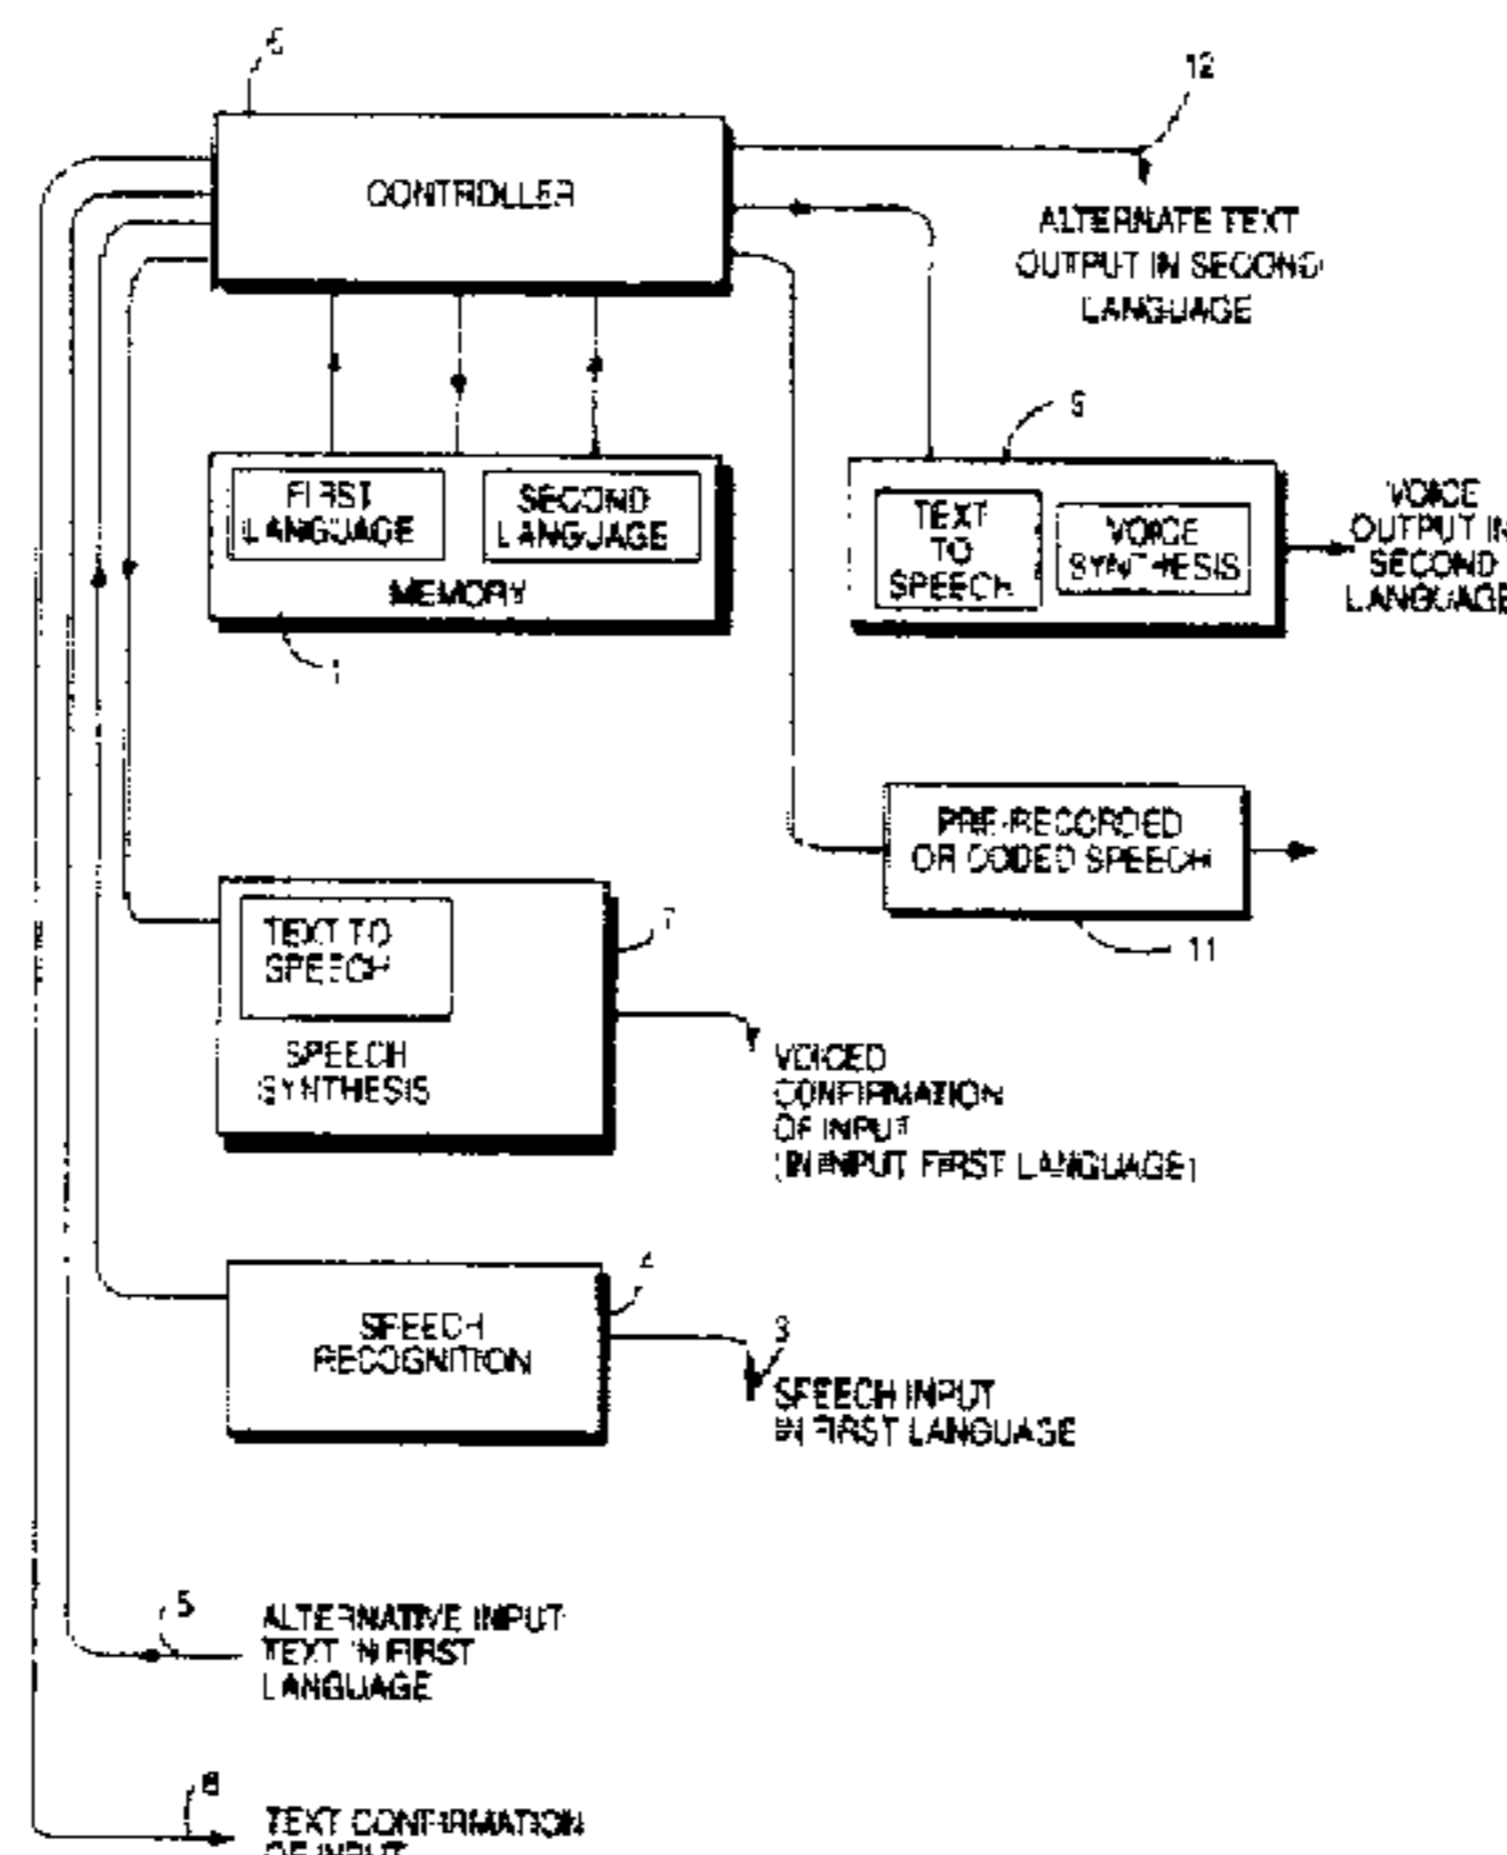 12
CONTROLLER
ALTERNATE TEXT
OUTPUT IN SECOND
LANGUAGE
9
FIRST
LANGUAGE
SECOND
LANGUAGE
MEMORY
1
TEXT
TO
SPEECH
VOICE
SYNTHESIS
VOICE
OUTPUT IN
SECOND
LANGUAGE
PRE-RECORDED
OR CODED SPEECH
11
TEXT TO
SPEECH
SPEECH
SYNTHESIS
7
VOICED
CONFIRMATION
OF INPUT
(IN INPUT FIRST LANGUAGE)
4
SPEECH
RECOGNITION
3
SPEECH INPUT
IN FIRST LANGUAGE
5
ALTERNATIVE INPUT
TEXT IN FIRST
LANGUAGE
8
TEXT CONFIRMATION
OF INPUT